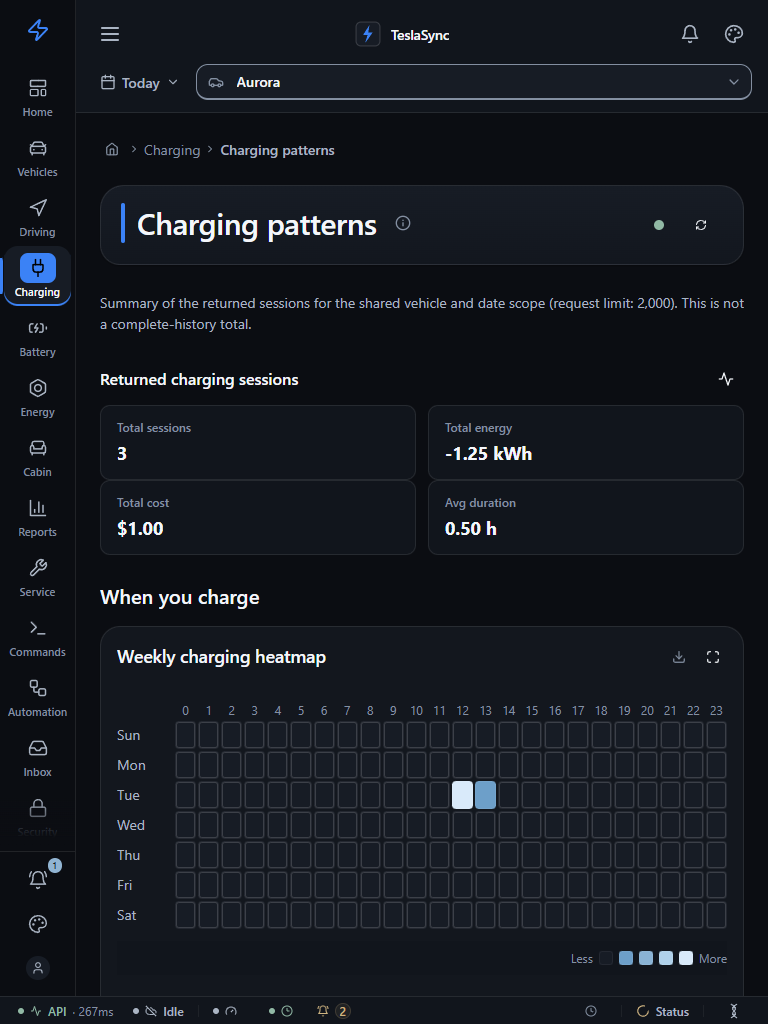 TeslaSync
Today
Aurora
Home
Vehicles
Driving
Charging
Battery
Energy
Cabin
Reports
Service
Commands
Automation
Inbox
Security
1
Charging
Charging patterns
Charging patterns
Summary of the returned sessions for the shared vehicle and date scope (request limit: 2,000). This is not
a complete-history total.
Returned charging sessions
Total sessions
3
Total energy
-1.25 kWh
Total cost
$1.00
Avg duration
0.50 h
When you charge
Weekly charging heatmap
0 1 2 3 4 5 6 7 8 9 10 11 12 13 14 15 16 17 18 19 20 21 22 23
Sun
Mon
Tue
Wed
Thu
Fri
Sat
Less More
API · 267ms Idle 2 Status